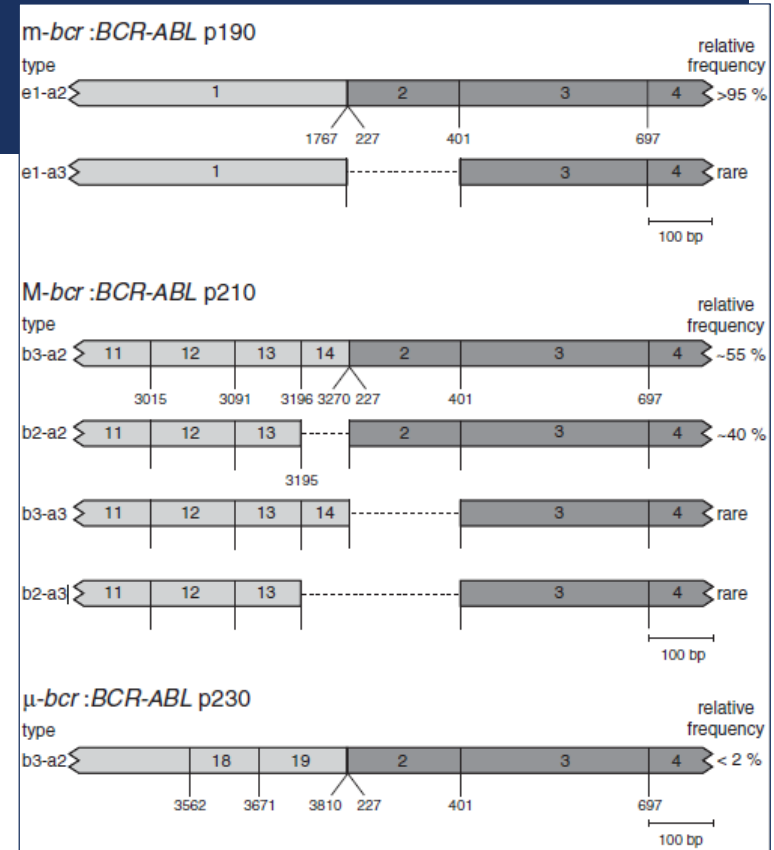 m-bcr :BCR-ABL p190
relative
type frequency
e1-a2 1 2 3 4 >95 %
1767 227 401 697
e1-a3 1 3 4 rare
100 bp
M-bcr :BCR-ABL p210
relative
type frequency
b3-a2 11 12 13 14 2 3 4 ~55 %
3015 3091 3196 3270 227 401 697
b2-a2 11 12 13 2 3 4 ~40 %
3195
b3-a3 11 12 13 14 3 4 rare
b2-a3 11 12 13 3 4 rare
100 bp
μ-bcr :BCR-ABL p230
relative
type frequency
b3-a2 18 19 2 3 4 < 2 %
3562 3671 3810 227 401 697
100 bp